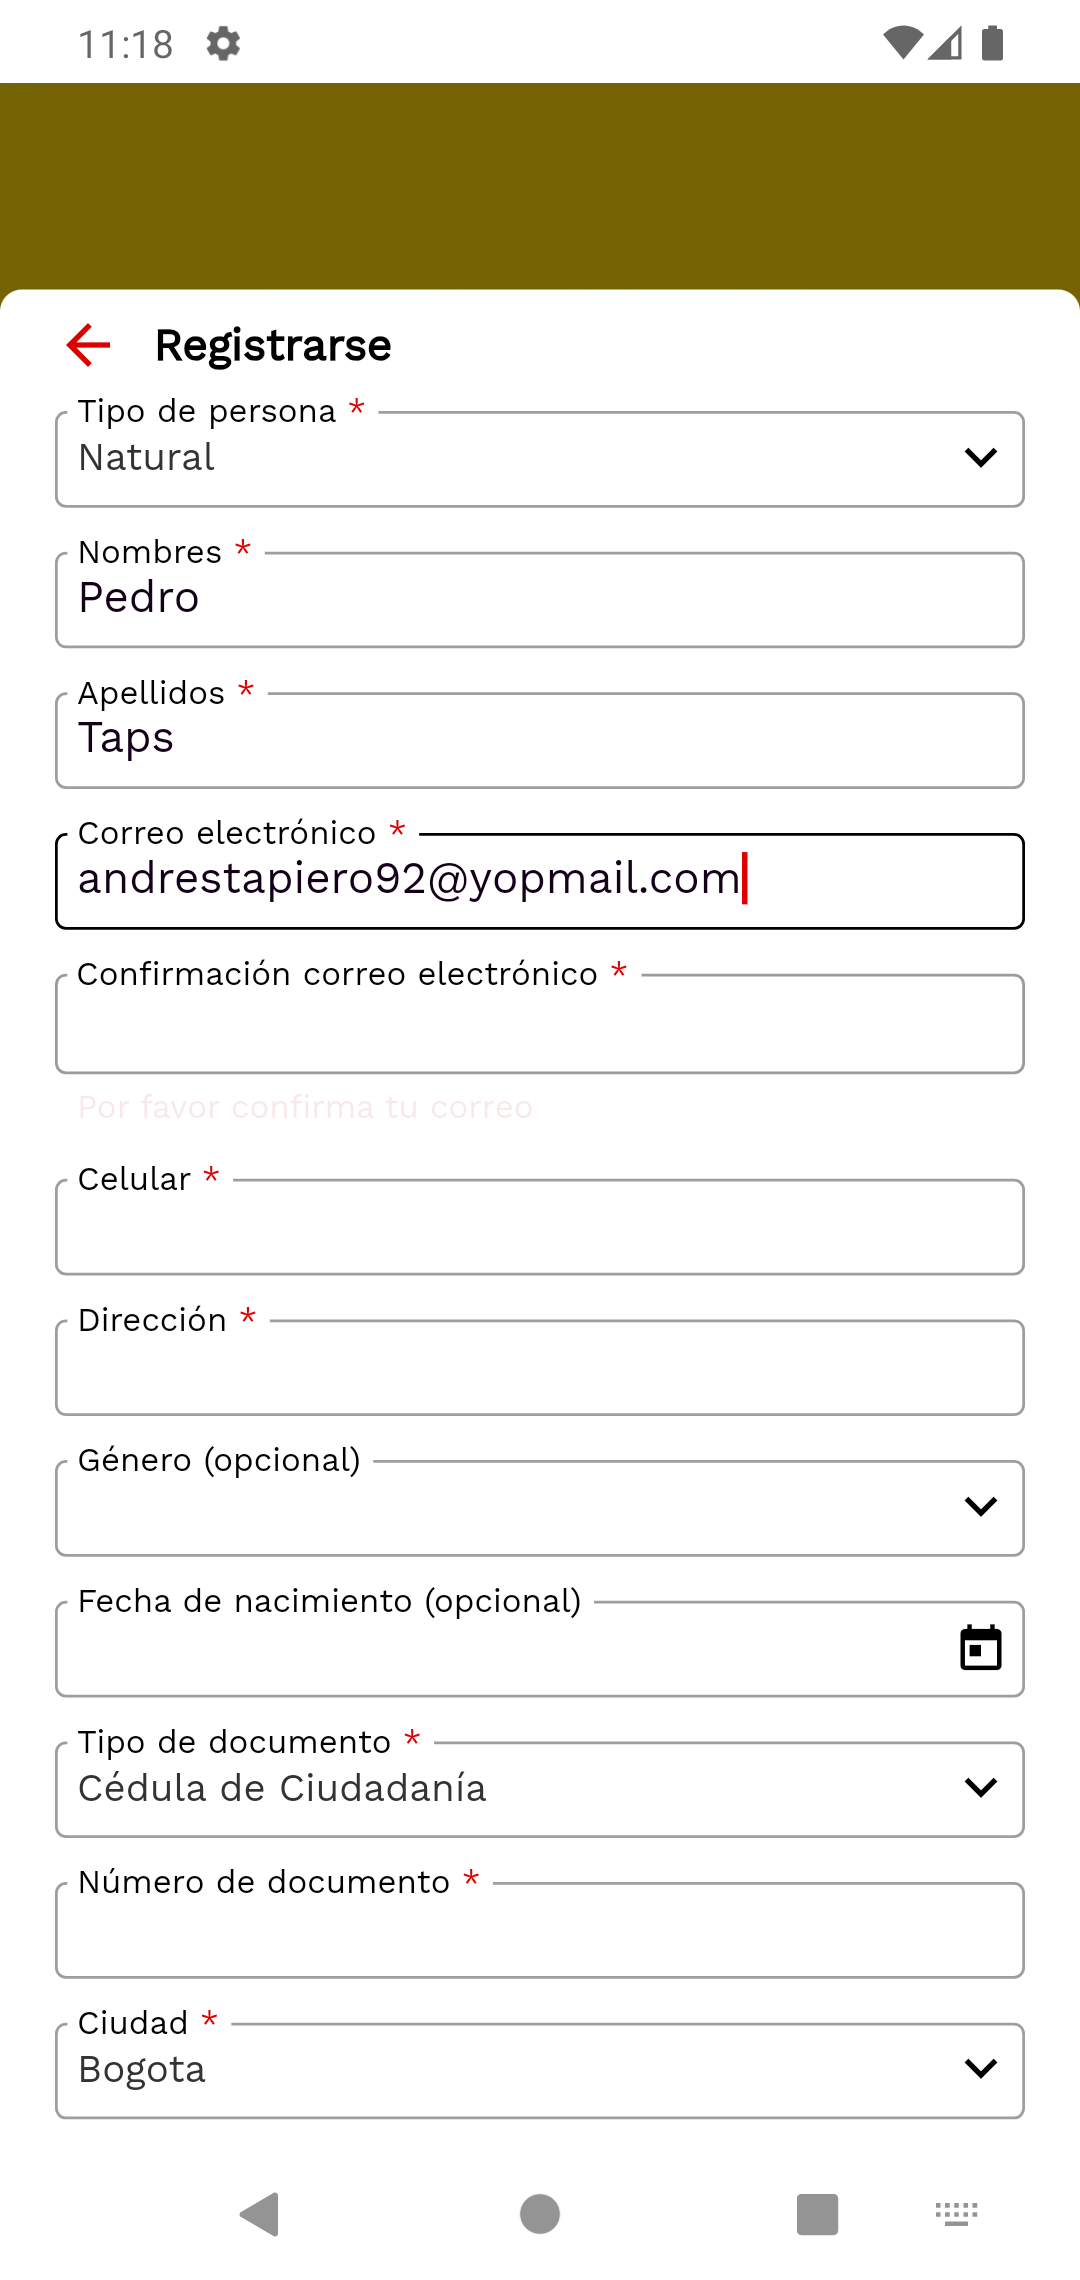 11:18
Registrarse
Tipo de persona *
Natural
Nombres *
Pedro
Apellidos *
Taps
Correo electrónico *
andrestapiero92@yopmail.com
Confirmación correo electrónico *
Por favor confirma tu correo
Celular *
Dirección *
Género (opcional)
Fecha de nacimiento (opcional)
Tipo de documento *
Cédula de Ciudadanía
Número de documento *
Ciudad *
Bogota